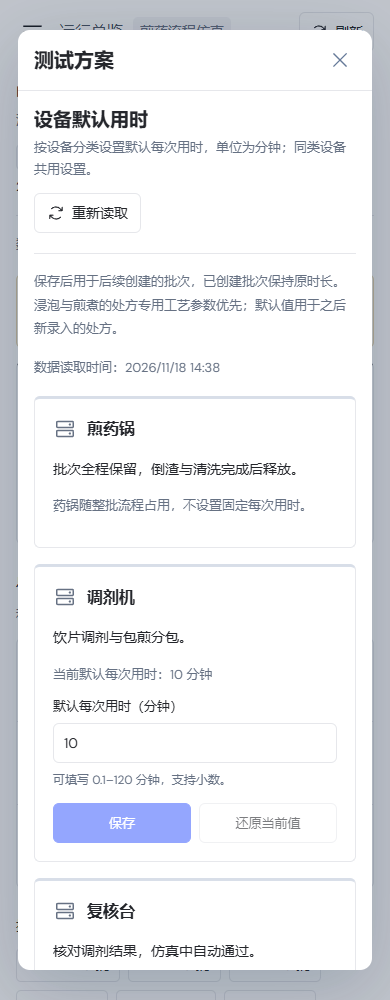 测试方案
设备默认用时
按设备分类设置默认每次用时，单位为分钟；同类设备
共用设置。
重新读取
保存后用于后续创建的批次，已创建批次保持原时长。
浸泡与煎煮的处方专用工艺参数优先；默认值用于之后
新录入的处方。
数据读取时间：2026/11/18 14:38
煎药锅
批次全程保留，倒渣与清洗完成后释放。
药锅随整批流程占用，不设置固定每次用时。
调剂机
饮片调剂与包煎分包。
当前默认每次用时：10 分钟
默认每次用时（分钟）
10
可填写 0.1–120 分钟，支持小数。
保存
还原当前值
复核台
核对调剂结果，仿真中自动通过。